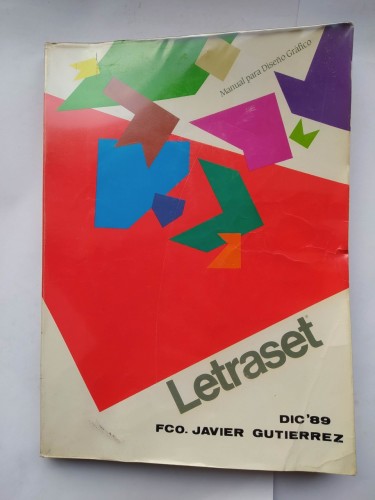 Manual para Diseño Gráfico
Letraset
DIC'89
FCO. JAVIER GUTIERREZ